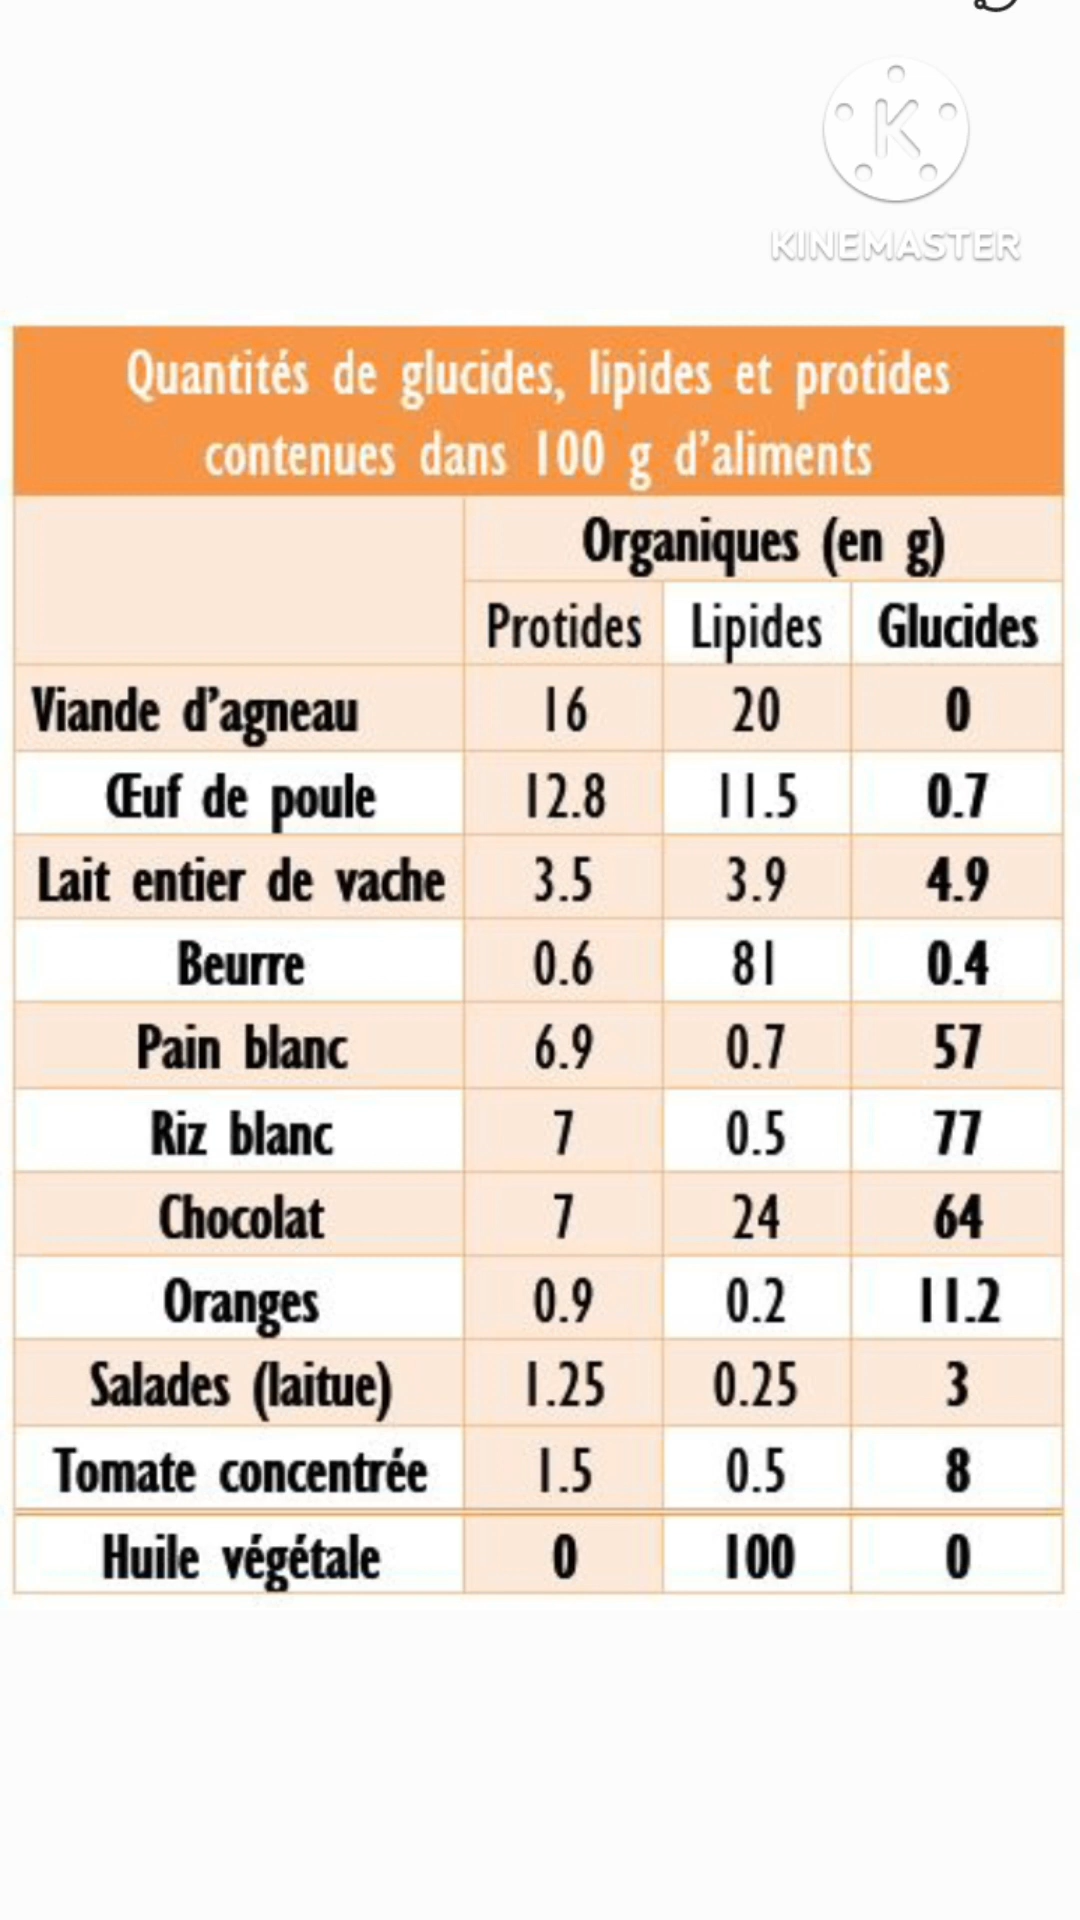 K
KINEMASTER
Quantités de glucides, lipides et protides
contenues dans 100 g d'aliments
Organiques (en g)
Protides Lipides Glucides
Viande d'agneau 16 20 0
Œuf de poule 12.8 11.5 0.7
Lait entier de vache 3.5 3.9 4.9
Beurre 0.6 81 0.4
Pain blanc 6.9 0.7 57
Riz blanc 7 0.5 77
Chocolat 7 24 64
Oranges 0.9 0.2 11.2
Salades (laitue) 1.25 0.25 3
Tomate concentrée 1.5 0.5 8
Huile végétale 0 100 0